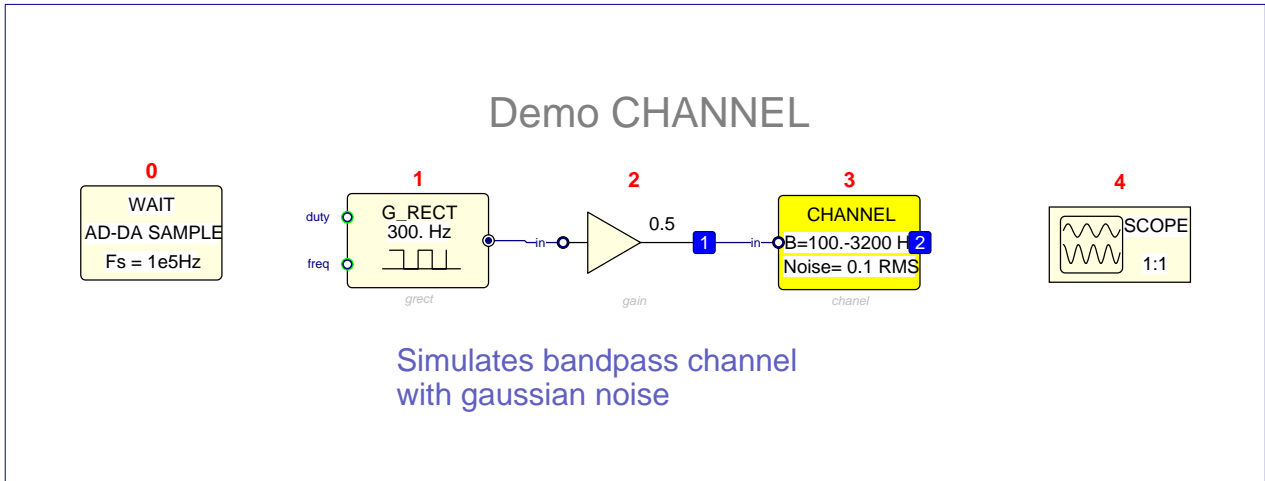 Demo CHANNEL
0
WAIT
AD-DA SAMPLE
Fs = 1e5Hz
1
duty
freq
G_RECT
300. Hz
grect
2
in
0.5
gain
1
3
in
CHANNEL
B=100.-3200 H
2
Noise= 0.1 RMS
chanel
4
SCOPE
1:1
Simulates bandpass channel
with gaussian noise